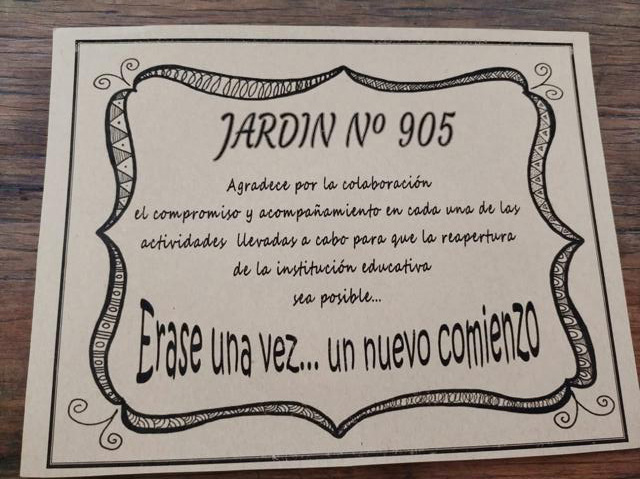 JARDIN Nº 905
Agradece por la colaboración
el compromiso y acompañamiento en cada una de las
actividades llevadas a cabo para que la reapertura
de la institución educativa
sea posible...
Erase una vez... un nuevo comienzo